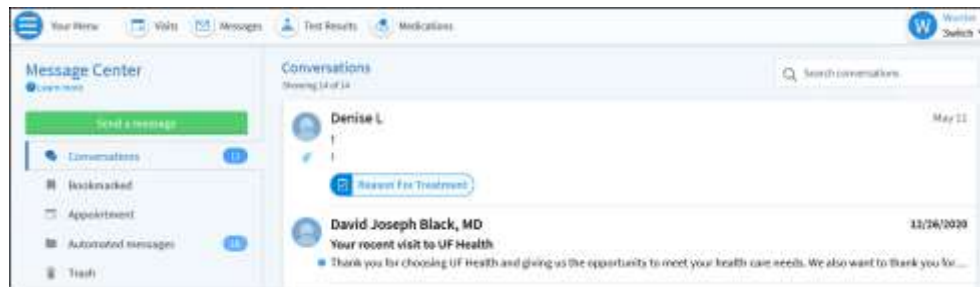 Your Menu
Visits
Messages
Test Results
Medications
W
Switch
Message Center
Learn more
Send a message
Conversations
Bookmarked
Appointment
Automated messages
Trash
Conversations
Showing 14 of 14
Search conversations
Denise L
May 11
!
!
Reason For Treatment
David Joseph Black, MD
12/26/2020
Your recent visit to UF Health
Thank you for choosing UF Health and giving us the opportunity to meet your health care needs. We also want to thank you for...